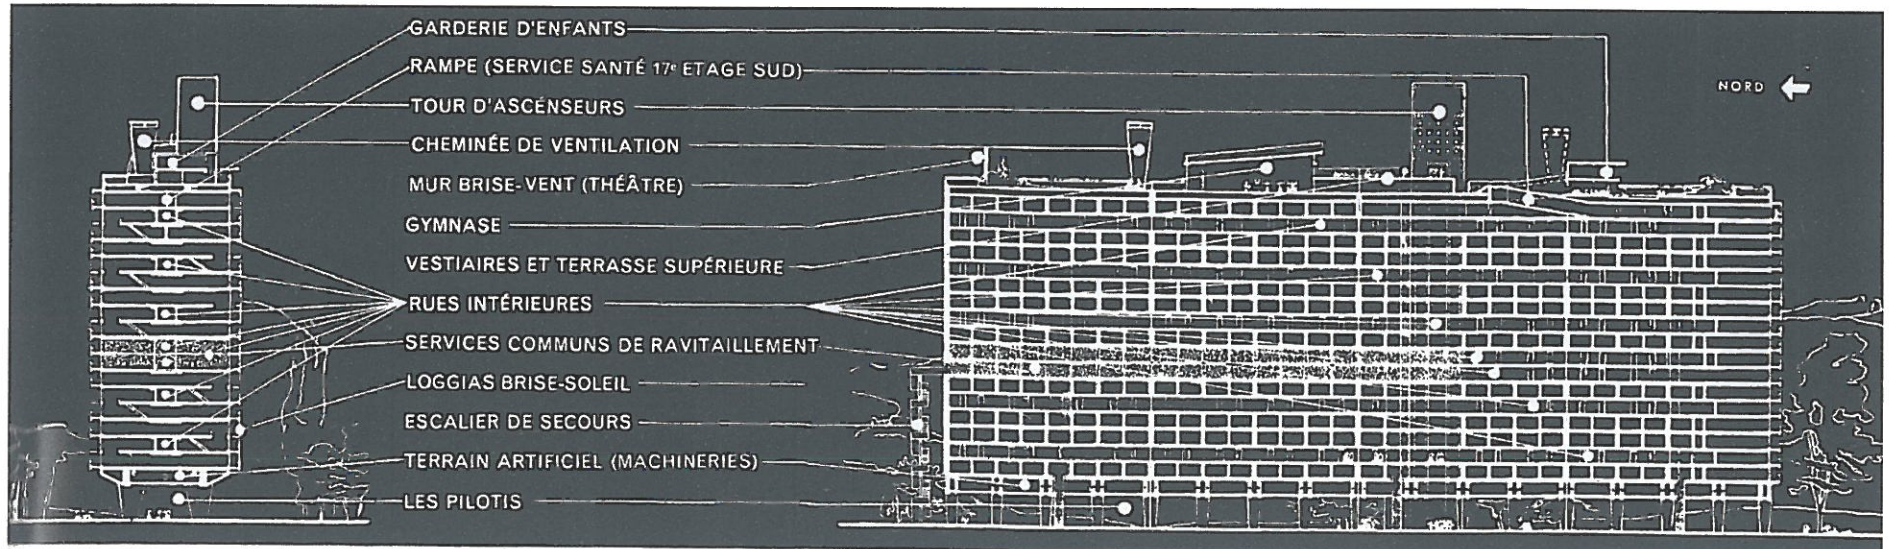 GARDERIE D'ENFANTS
RAMPE (SERVICE SANTÉ 17e ETAGE SUD)
NORD
TOUR D'ASCENSEURS
CHEMINÉE DE VENTILATION
MUR BRISE-VENT (THÉÂTRE)
GYMNASE
VESTIAIRES ET TERRASSE SUPÉRIEURE
RUES INTÉRIEURES
SERVICES COMMUNS DE RAVITAILLEMENT
LOGGIAS BRISE-SOLEIL
ESCALIER DE SECOURS
TERRAIN ARTIFICIEL (MACHINERIES)
LES PILOTIS